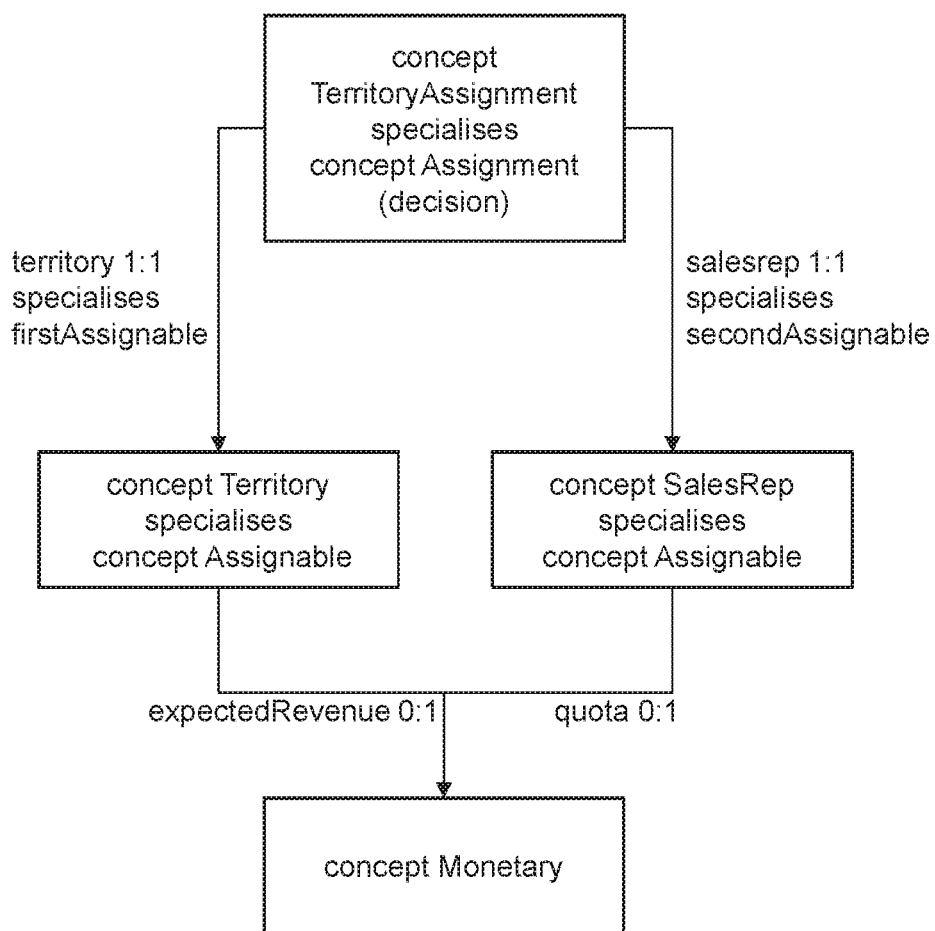 concept
TerritoryAssignment
specialises
concept Assignment
(decision)
territory 1:1
specialises
firstAssignable
salesrep 1:1
specialises
secondAssignable
concept Territory
specialises
concept Assignable
concept SalesRep
specialises
concept Assignable
expectedRevenue 0:1
quota 0:1
concept Monetary